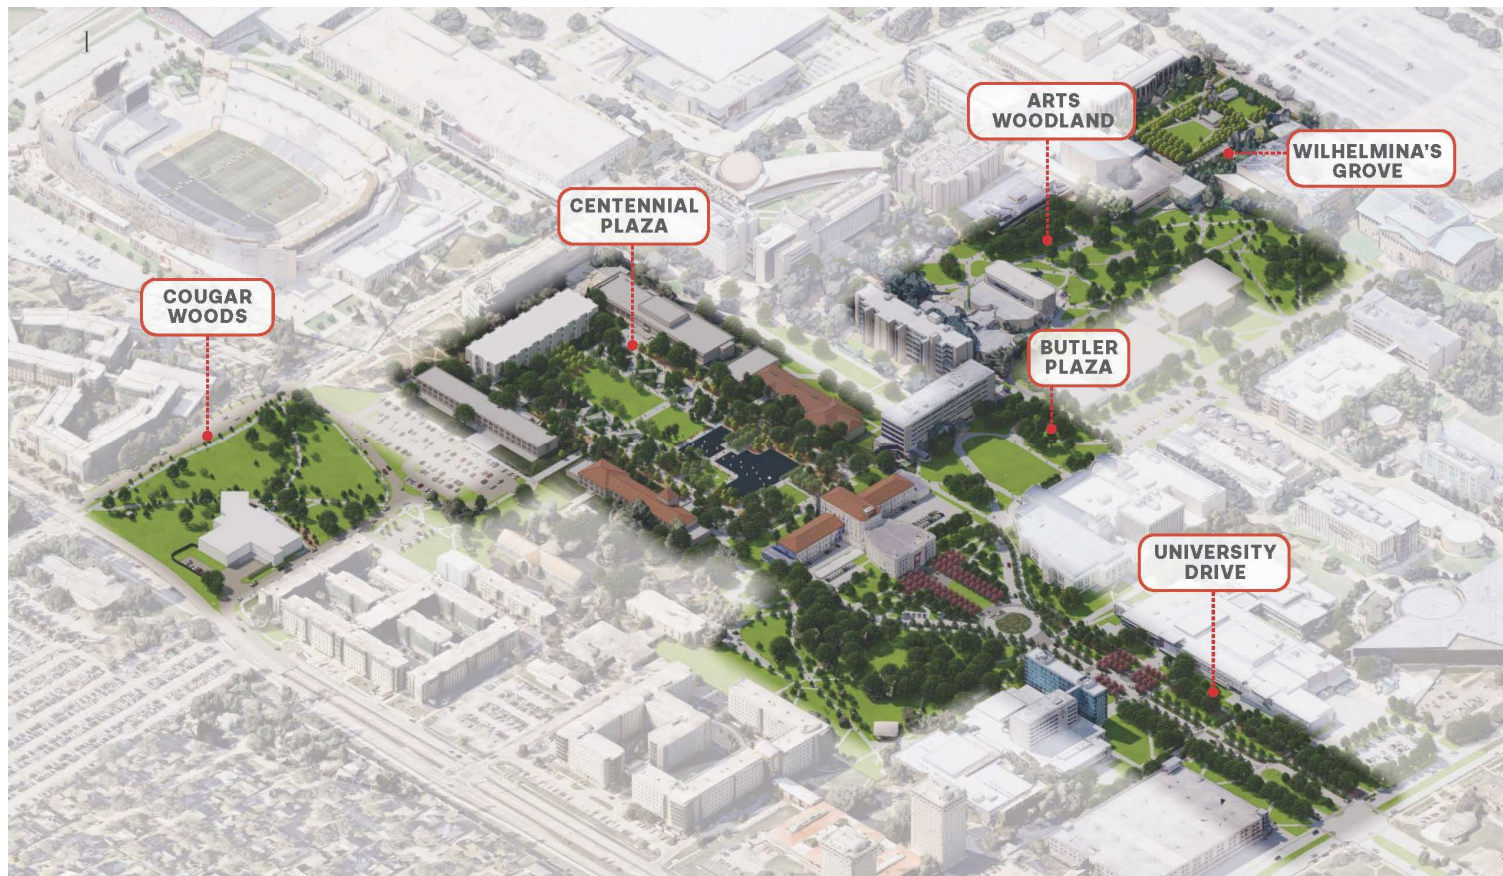 ARTS
WOODLAND
WILHELMINA'S
GROVE
CENTENNIAL
PLAZA
COUGAR
WOODS
BUTLER
PLAZA
UNIVERSITY
DRIVE